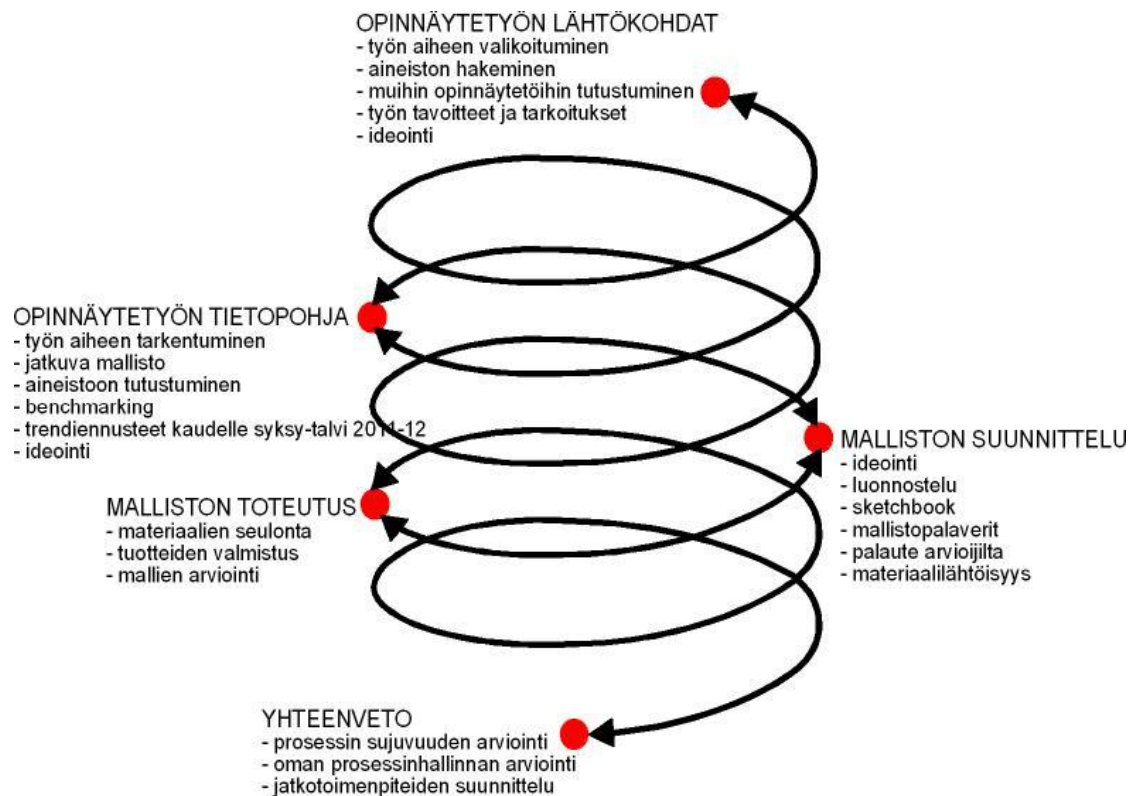 OPINNÄYTETYÖN LÄHTÖKOHDAT
- työn aiheen valikoituminen
- aineiston hakeminen
- muihin opinnäytetöihin tutustuminen
- työn tavoitteet ja tarkoitukset
- ideointi
OPINNÄYTETYÖN TIETOPOHJA
- työn aiheen tarkentuminen
- jatkuva mallisto
- aineistoon tutustuminen
- benchmarking
- trendiennusteet kaudelle syksy-talvi 2011-12
- ideointi
MALLISTON SUUNNITTELU
- ideointi
- luonnostelu
- sketchbook
- mallistopalaverit
- palaute arvioijilta
- materiaalilähtöisyys
MALLISTON TOTEUTUS
- materiaalien seulonta
- tuotteiden valmistus
- mallien arviointi
YHTEENVETO
- prosessin sujuvuuden arviointi
- oman prosessinhallinnan arviointi
- jatkotoimenpiteiden suunnittelu